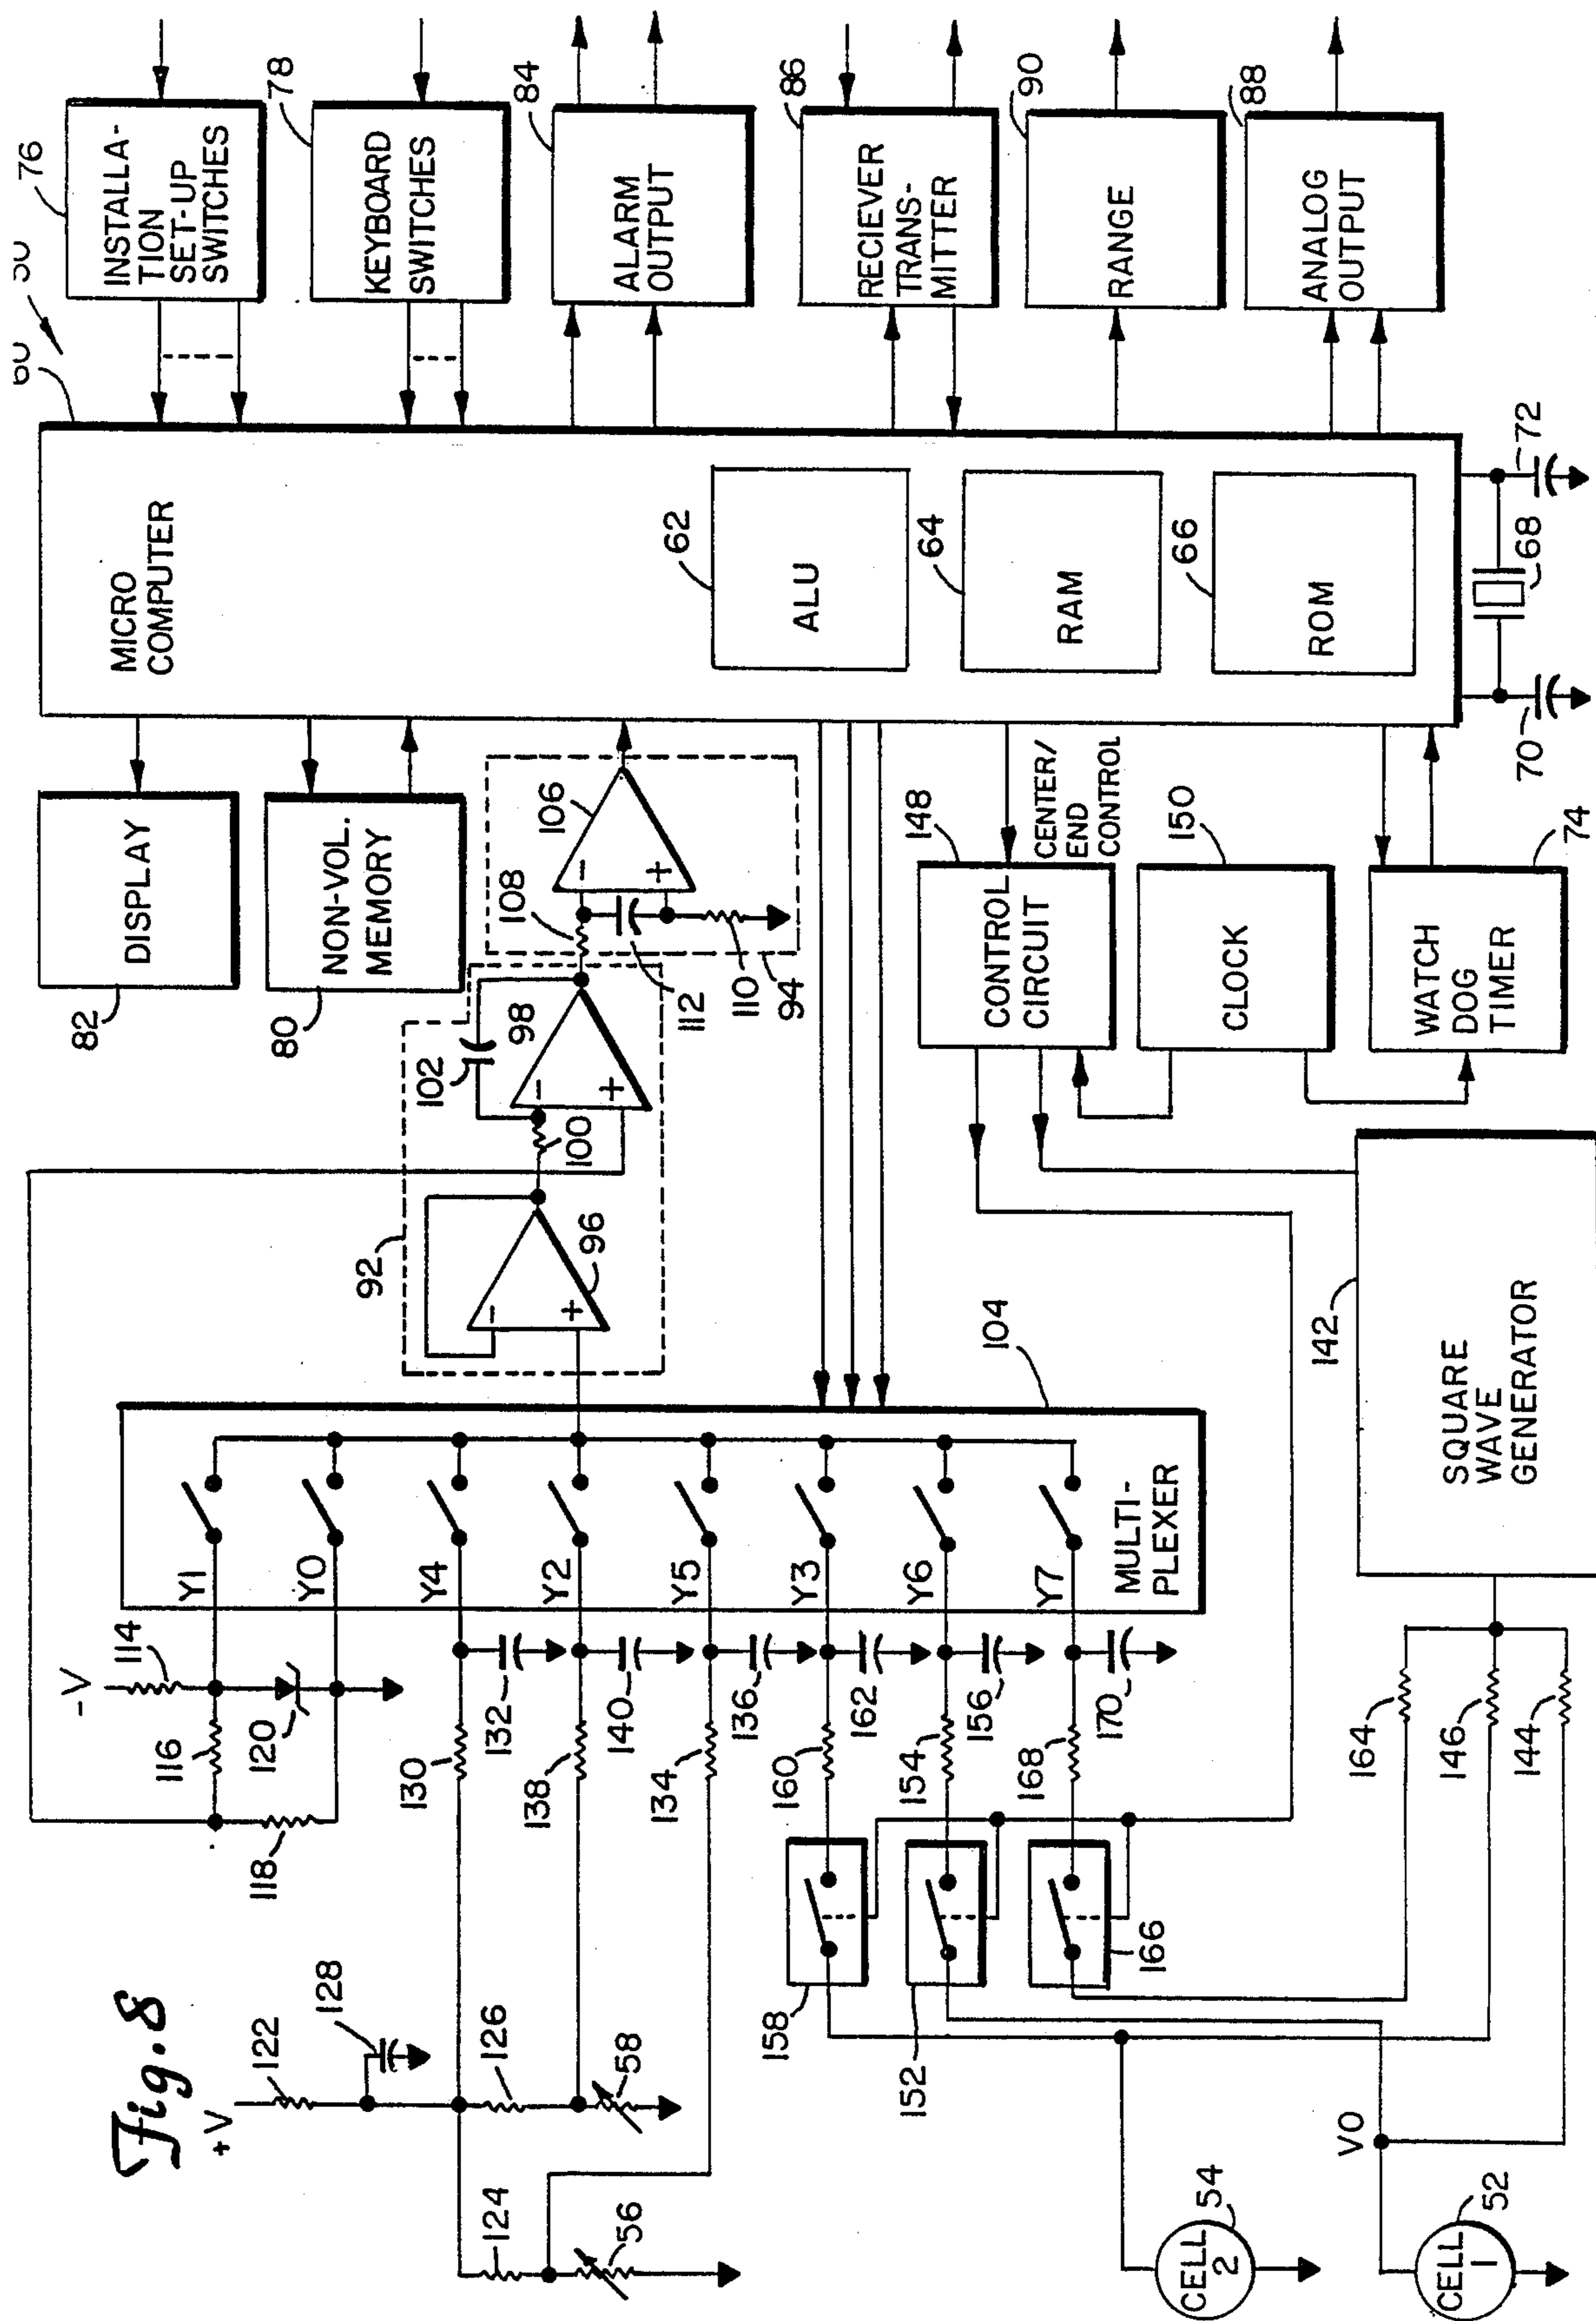 Fig. 8
76
INSTALLA-
TION
SET-UP
SWITCHES
78
KEYBOARD
SWITCHES
84
ALARM
OUTPUT
86
RECIEVER
TRANS-
MITTER
90
RANGE
88
ANALOG
OUTPUT
MICRO
COMPUTER
62
ALU
64
RAM
66
ROM
72
68
70
DISPLAY
82
NON-VOL.
MEMORY
80
106
108
112
110
94
98
102
100
92
96
CENTER/
END
CONTROL
148
CONTROL
CIRCUIT
150
CLOCK
74
WATCH
DOG
TIMER
104
142
SQUARE
WAVE
GENERATOR
Y1
Y0
Y4
Y2
Y5
Y3
Y6
Y7
MULTI-
PLEXER
-V
114
116
120
118
130
132
138
140
134
136
160
162
154
156
168
170
164
146
144
158
152
166
+V
122
128
126
58
124
56
VO
54
CELL
2
52
CELL
1